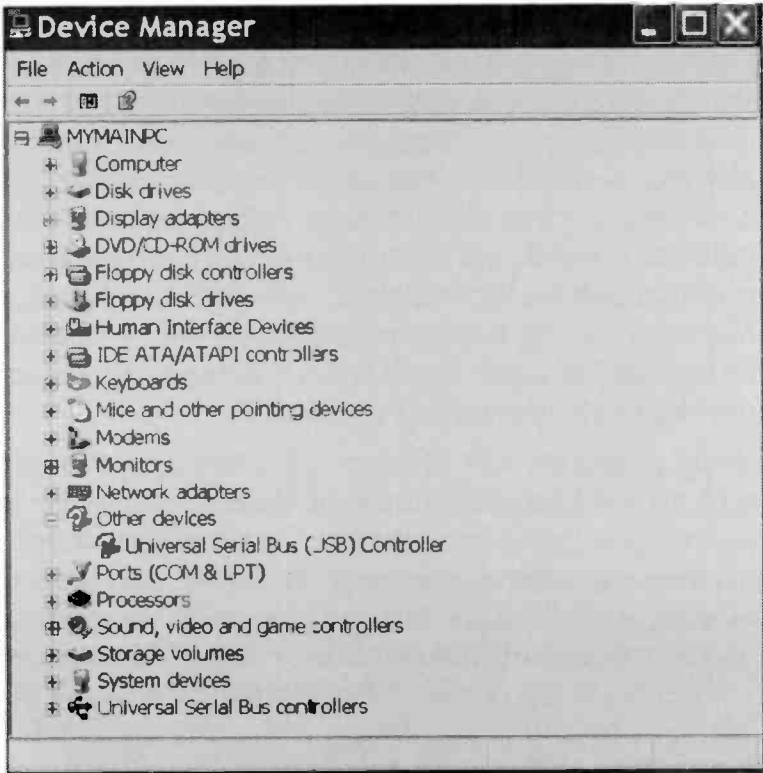 Device Manager
File Action View Help
MYMAINPC
Computer
Disk drives
Display adapters
DVD/CD-ROM drives
Floppy disk controllers
Floppy disk drives
Human Interface Devices
IDE ATA/ATAPI controllers
Keyboards
Mice and other pointing devices
Modems
Monitors
Network adapters
Other devices
Universal Serial Bus (USB) Controller
Ports (COM & LPT)
Processors
Sound, video and game controllers
Storage volumes
System devices
Universal Serial Bus controllers